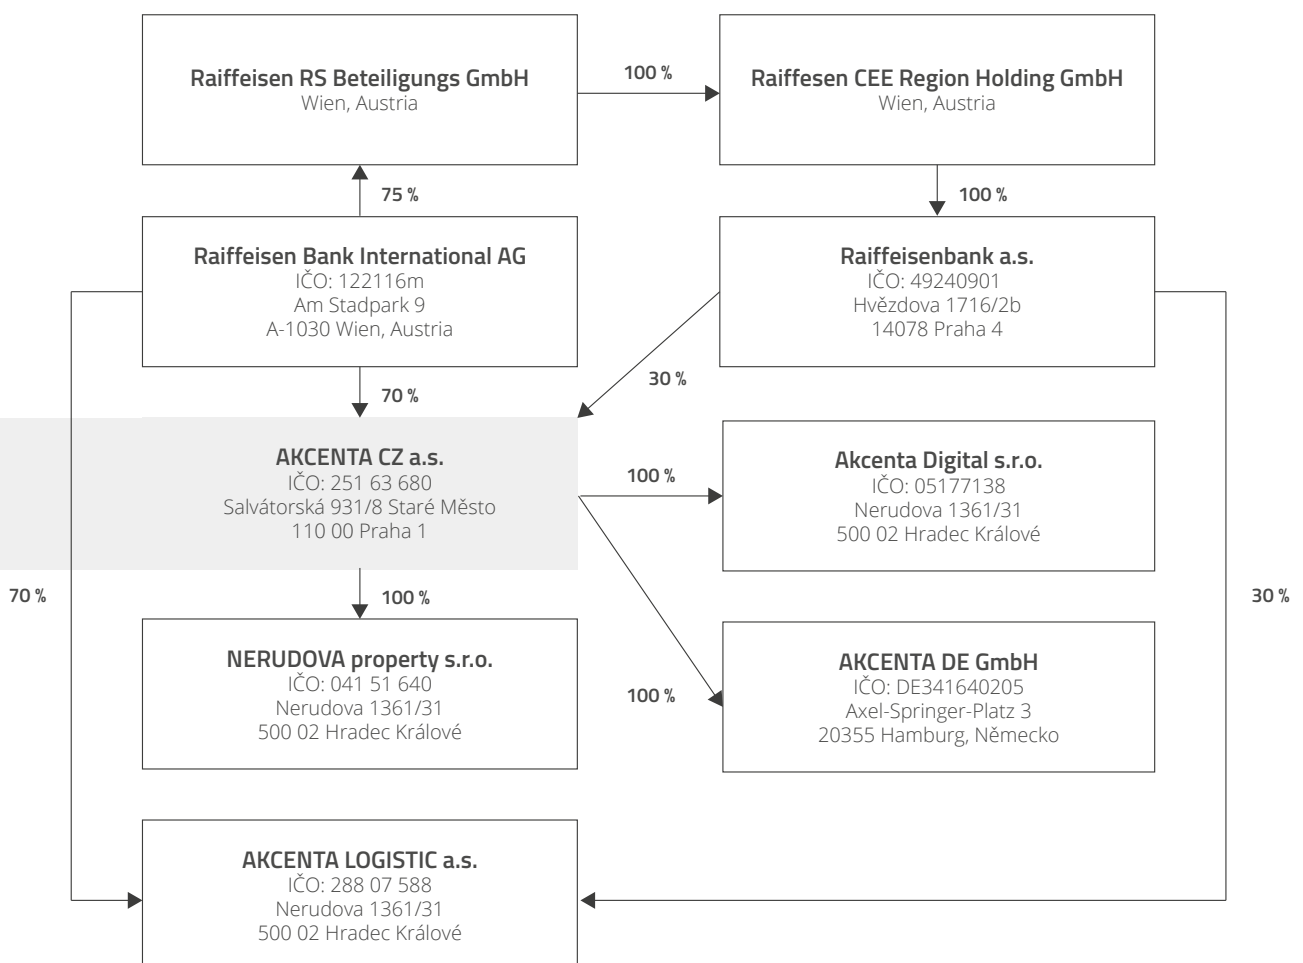 Raiffeisen RS Beteiligungs GmbH
Wien, Austria
100 %
Raiffesen CEE Region Holding GmbH
Wien, Austria
75 %
100 %
Raiffeisen Bank International AG
IČO: 122116m
Am Stadpark 9
A-1030 Wien, Austria
Raiffeisenbank a.s.
IČO: 49240901
Hvězdova 1716/2b
14078 Praha 4
70 %
30 %
AKCENTA CZ a.s.
IČO: 251 63 680
Salvátorská 931/8 Staré Město
110 00 Praha 1
100 %
Akcenta Digital s.r.o.
IČO: 05177138
Nerudova 1361/31
500 02 Hradec Králové
70 %
100 %
30 %
NERUDOVA property s.r.o.
IČO: 041 51 640
Nerudova 1361/31
500 02 Hradec Králové
100 %
AKCENTA DE GmbH
IČO: DE341640205
Axel-Springer-Platz 3
20355 Hamburg, Německo
AKCENTA LOGISTIC a.s.
IČO: 288 07 588
Nerudova 1361/31
500 02 Hradec Králové